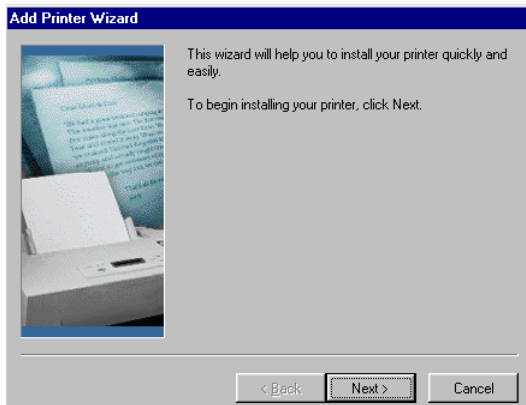 Add Printer Wizard
This wizard will help you to install your printer quickly and
easily.
To begin installing your printer, click Next.
< Back
Next >
Cancel